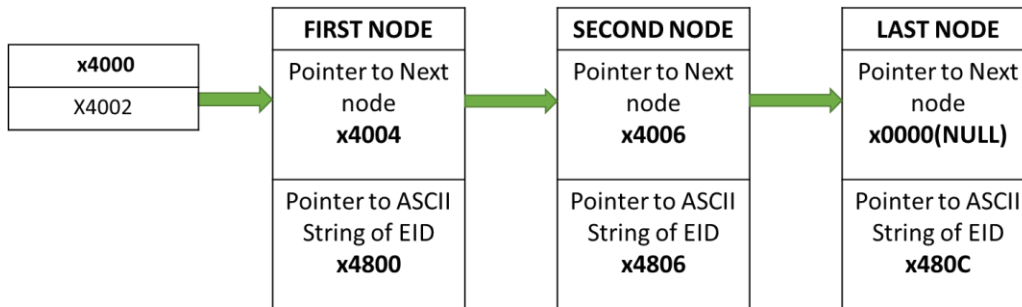 x4000
X4002
FIRST NODE
Pointer to Next
node
x4004
Pointer to ASCII
String of EID
x4800
SECOND NODE
Pointer to Next
node
x4006
Pointer to ASCII
String of EID
x4806
LAST NODE
Pointer to Next
node
x0000(NULL)
Pointer to ASCII
String of EID
x480C